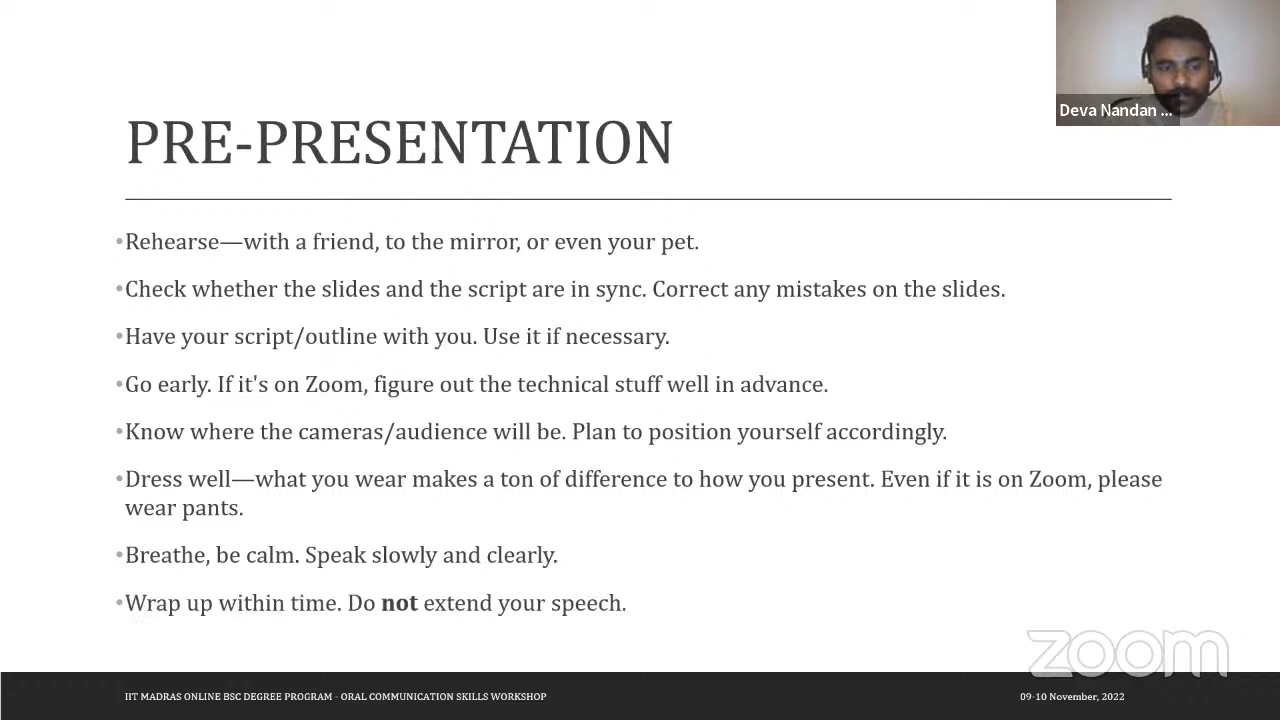 Deva Nandan ...
PRE-PRESENTATION
•Rehearse—with a friend, to the mirror, or even your pet.
•Check whether the slides and the script are in sync. Correct any mistakes on the slides.
•Have your script/outline with you. Use it if necessary.
•Go early. If it's on Zoom, figure out the technical stuff well in advance.
•Know where the cameras/audience will be. Plan to position yourself accordingly.
•Dress well—what you wear makes a ton of difference to how you present. Even if it is on Zoom, please
wear pants.
•Breathe, be calm. Speak slowly and clearly.
•Wrap up within time. Do not extend your speech.
zoom
IIT MADRAS ONLINE BSC DEGREE PROGRAM - ORAL COMMUNICATION SKILLS WORKSHOP
09-10 November, 2022